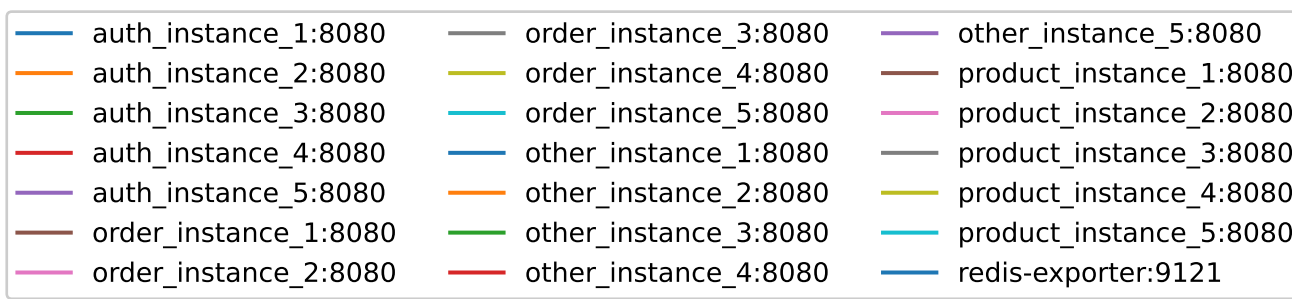 auth_instance_1:8080
auth_instance_2:8080
auth_instance_3:8080
auth_instance_4:8080
auth_instance_5:8080
order_instance_1:8080
order_instance_2:8080
order_instance_3:8080
order_instance_4:8080
order_instance_5:8080
other_instance_1:8080
other_instance_2:8080
other_instance_3:8080
other_instance_4:8080
other_instance_5:8080
product_instance_1:8080
product_instance_2:8080
product_instance_3:8080
product_instance_4:8080
product_instance_5:8080
redis-exporter:9121